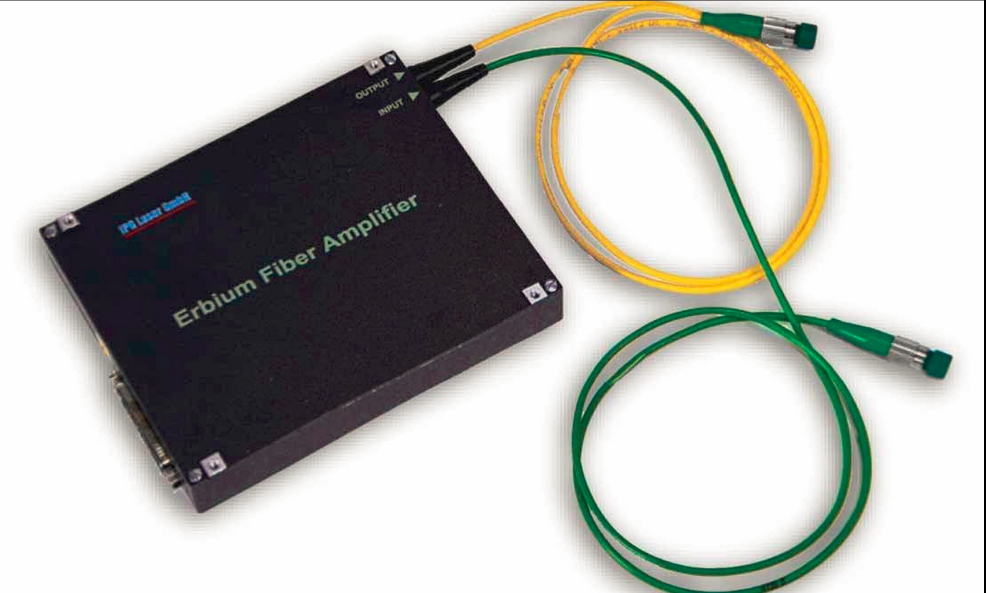 OUTPUT
INPUT
IPG Laser GmbH
Erbium Fiber Amplifier